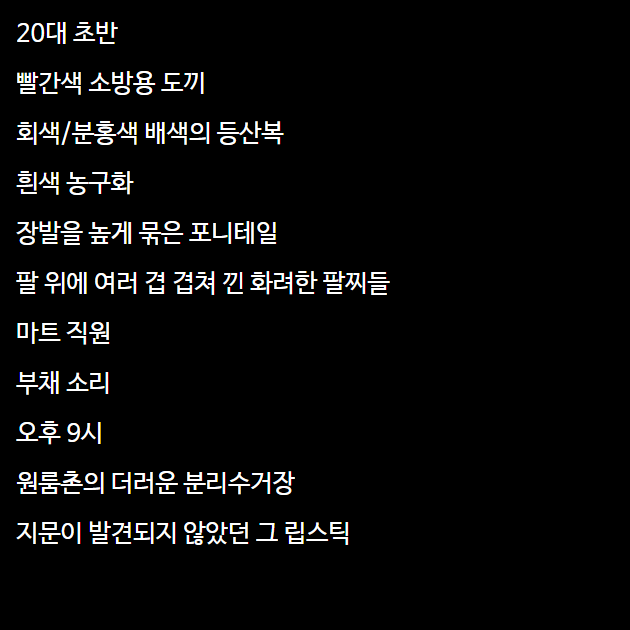 20대 초반
빨간색 소방용 도끼
회색/분홍색 배색의 등산복
흰색 농구화
장발을 높게 묶은 포니테일
팔 위에 여러 겹 겹쳐 낀 화려한 팔찌들
마트 직원
부채 소리
오후 9시
원룸촌의 더러운 분리수거장
지문이 발견되지 않았던 그 립스틱